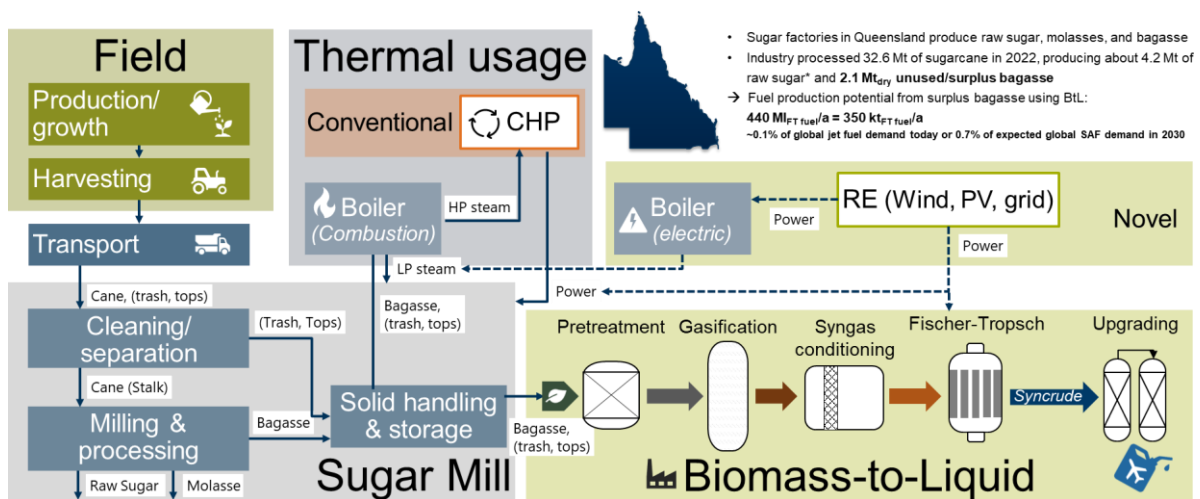 Field
Production/
growth
Harvesting
Transport
Cane, (trash, tops)
Cleaning/
separation
(Trash, Tops)
Cane (Stalk)
Milling &
processing
Bagasse
Raw Sugar
Molasse
Thermal usage
Conventional
CHP
Boiler
(Combustion)
HP steam
LP steam
Bagasse,
(trash, tops)
Power
Solid handling
& storage
Sugar Mill
• Sugar factories in Queensland produce raw sugar, molasses, and bagasse
• Industry processed 32.6 Mt of sugarcane in 2022, producing about 4.2 Mt of
raw sugar* and 2.1 Mtdry unused/surplus bagasse
→ Fuel production potential from surplus bagasse using BtL:
440 MlFT fuel/a = 350 ktFT fuel/a
~0.1% of global jet fuel demand today or 0.7% of expected global SAF demand in 2030
Boiler
(electric)
Power
RE (Wind, PV, grid)
Power
Novel
Bagasse,
(trash, tops)
Pretreatment
Gasification
Syngas
conditioning
Fischer-Tropsch
Syncrude
Upgrading
Biomass-to-Liquid